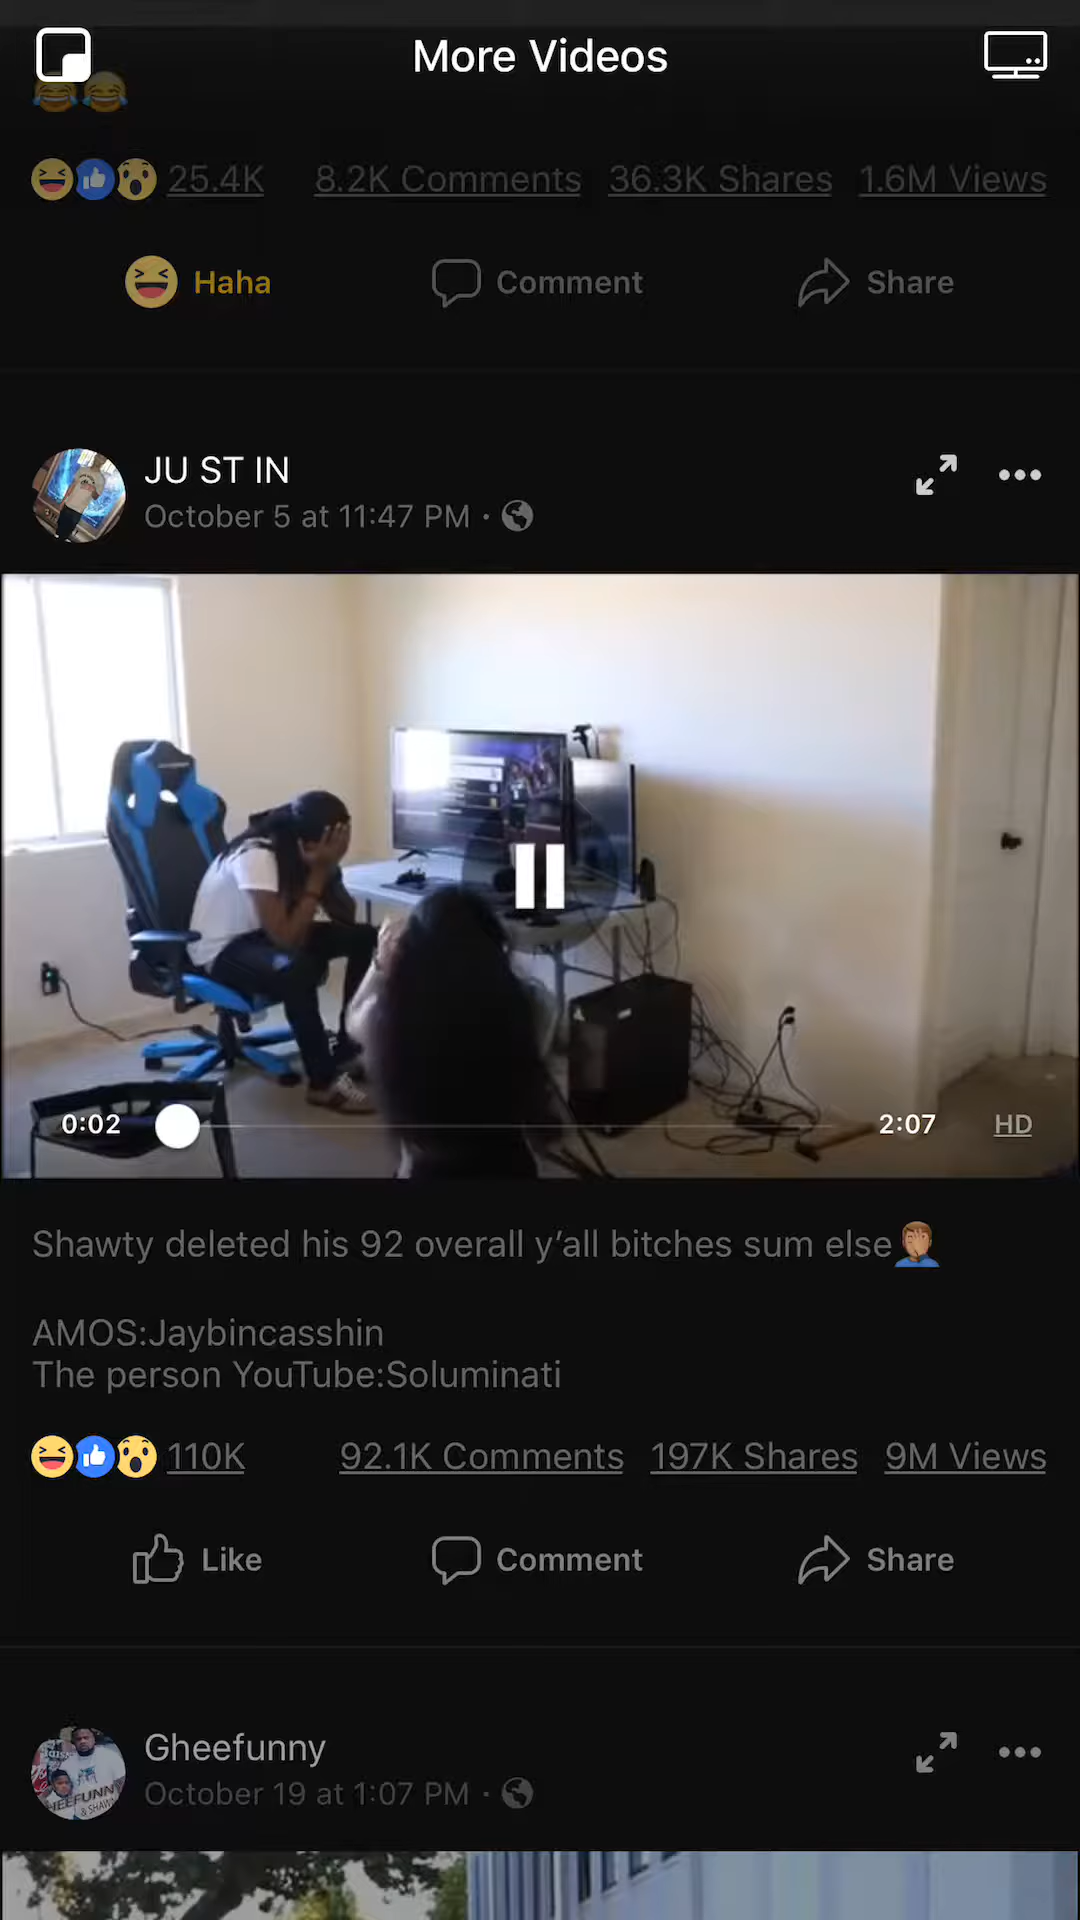 More Videos
25.4K 8.2K Comments 36.3K Shares 1.6M Views
Haha Comment Share
JU ST IN
October 5 at 11:47 PM ·
0:02 2:07 HD
Shawty deleted his 92 overall y’all bitches sum else🤦🏽‍♂️
AMOS:Jaybincasshin
The person YouTube:Soluminati
110K 92.1K Comments 197K Shares 9M Views
Like Comment Share
Gheefunny
October 19 at 1:07 PM ·